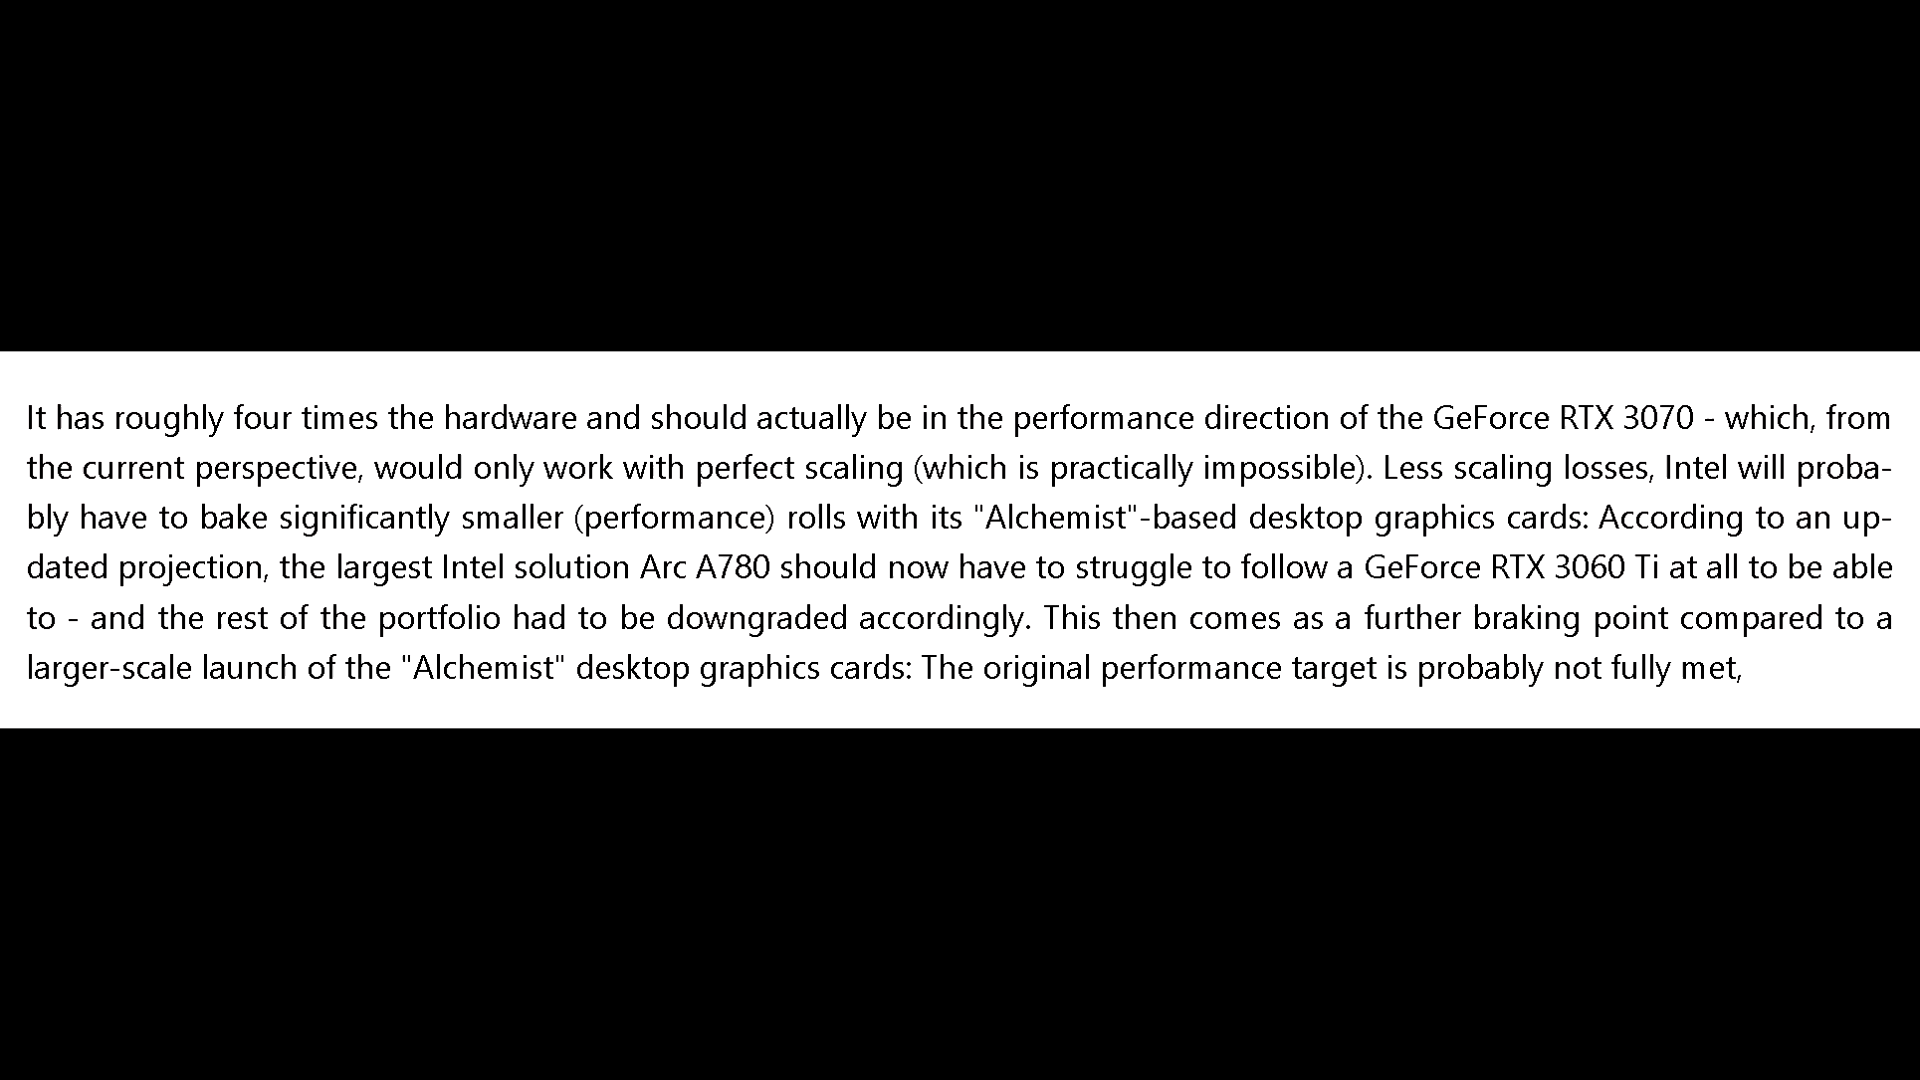 It has roughly four times the hardware and should actually be in the performance direction of the GeForce RTX 3070 - which, from
the current perspective, would only work with perfect scaling (which is practically impossible). Less scaling losses, Intel will proba-
bly have to bake significantly smaller (performance) rolls with its "Alchemist"-based desktop graphics cards: According to an up-
dated projection, the largest Intel solution Arc A780 should now have to struggle to follow a GeForce RTX 3060 Ti at all to be able
to - and the rest of the portfolio had to be downgraded accordingly. This then comes as a further braking point compared to a
larger-scale launch of the "Alchemist" desktop graphics cards: The original performance target is probably not fully met,